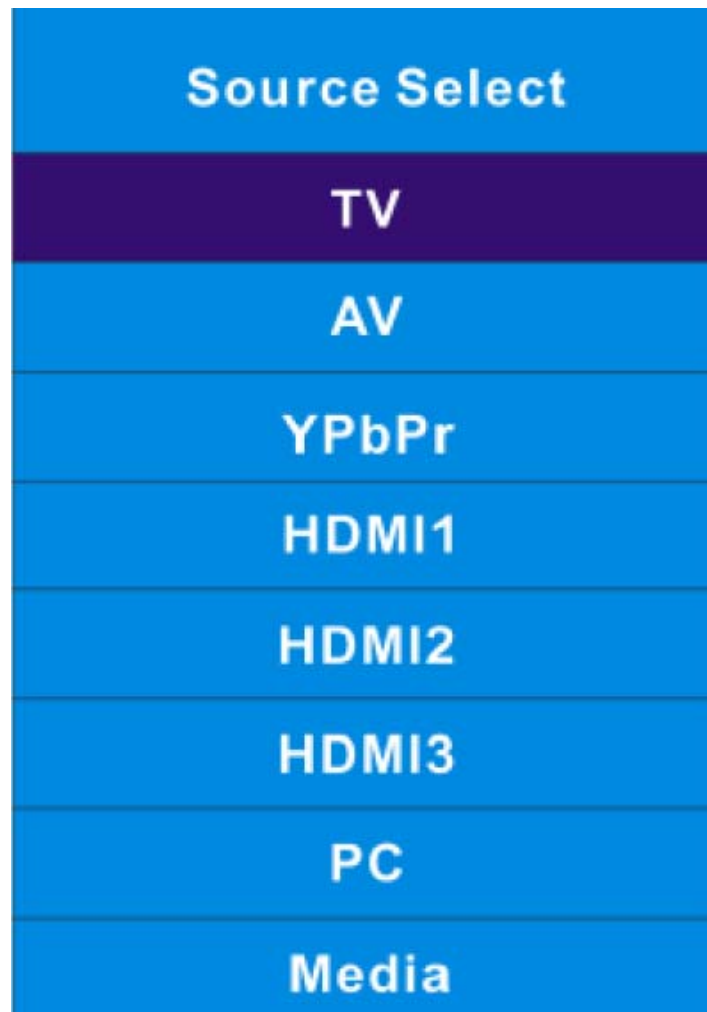 Source Select
TV
AV
YPbPr
HDMI1
HDMI2
HDMI3
PC
Media